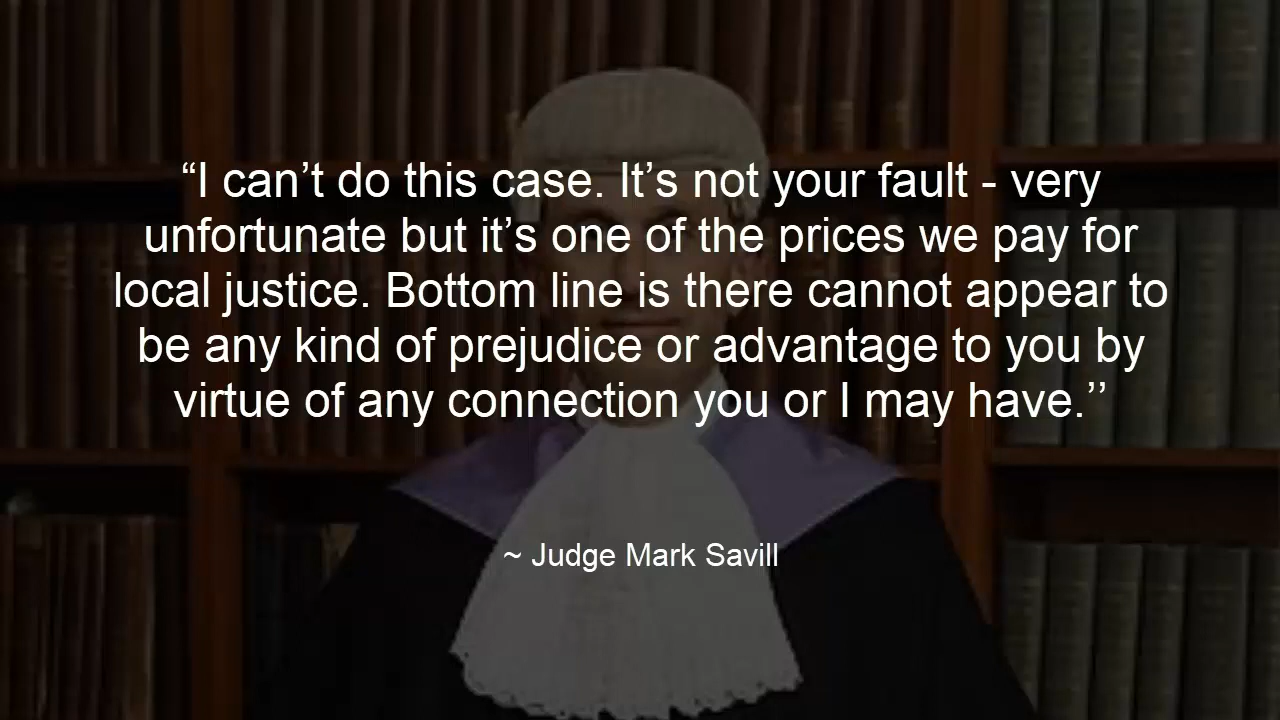 “I can’t do this case. It’s not your fault - very
unfortunate but it’s one of the prices we pay for
local justice. Bottom line is there cannot appear to
be any kind of prejudice or advantage to you by
virtue of any connection you or I may have.’’
~ Judge Mark Savill